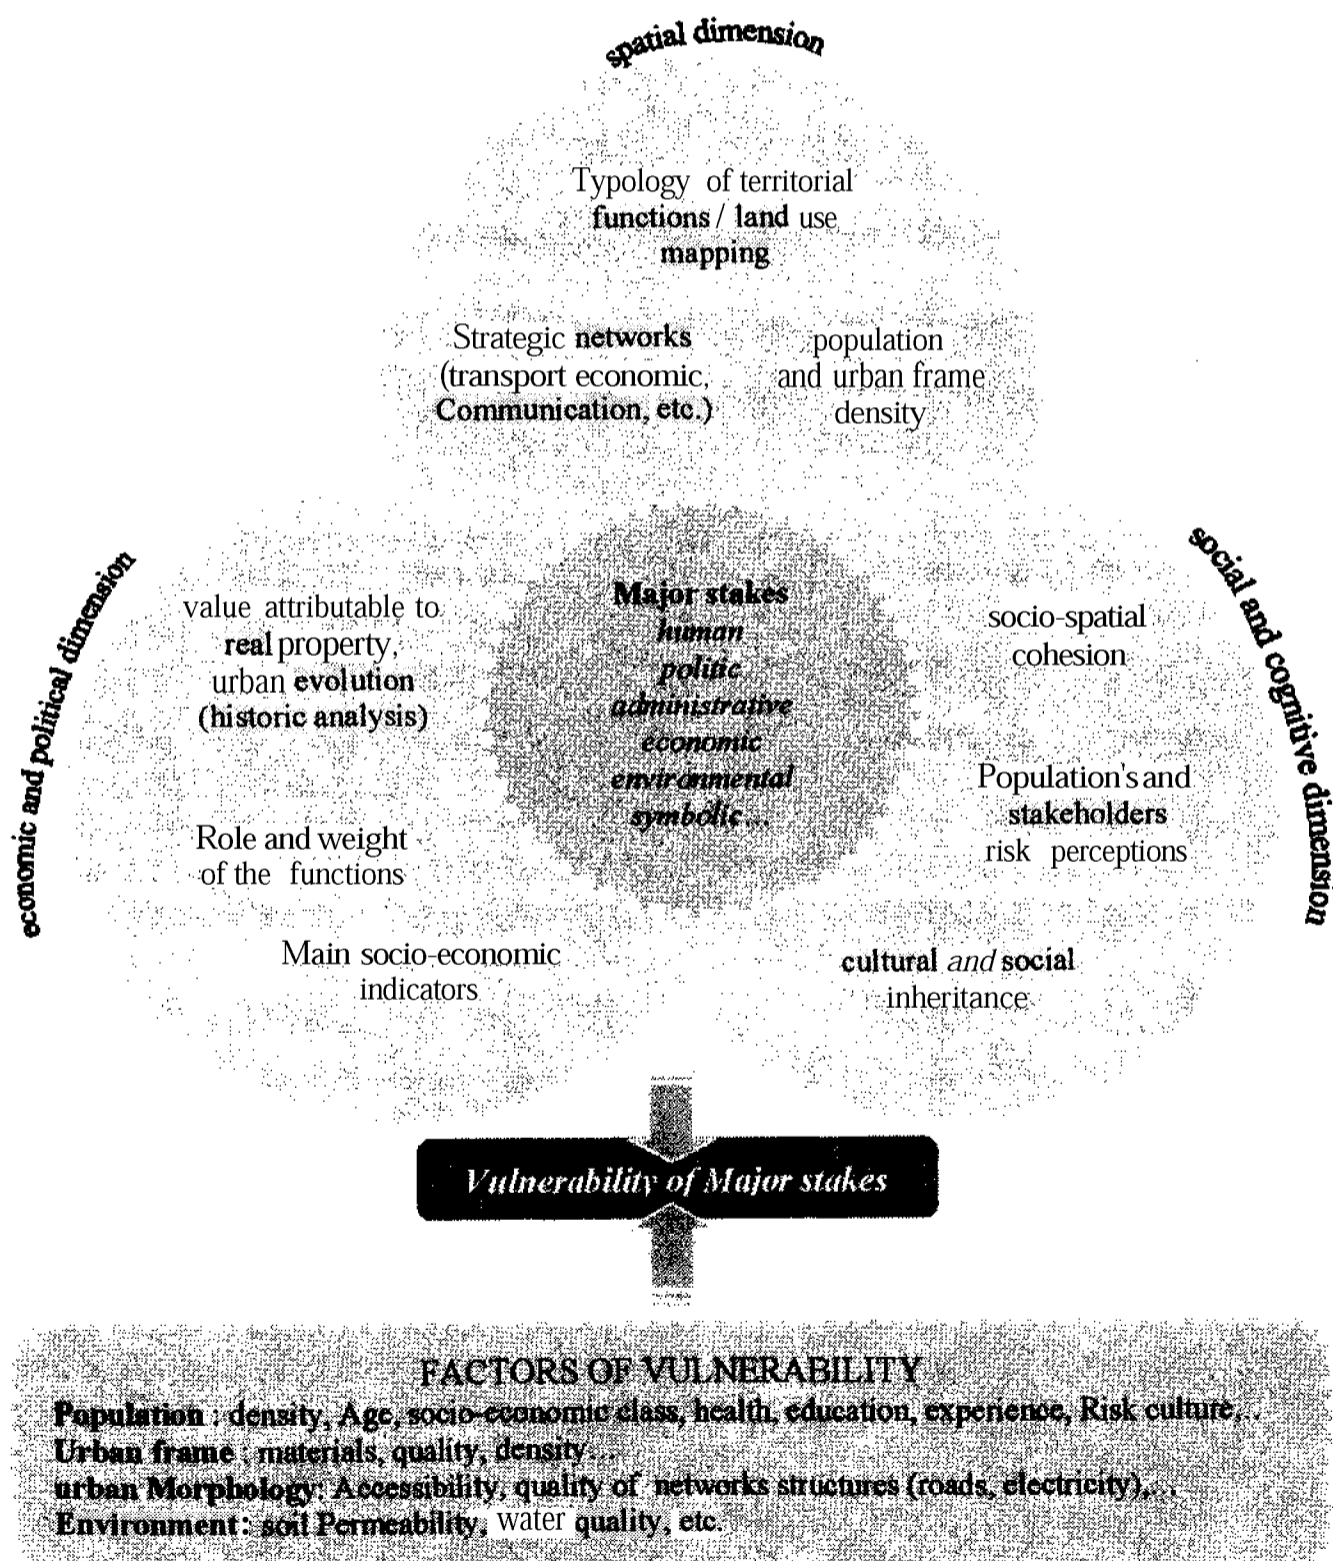 spatial dimension
Typology of territorial
functions / land use
mapping
Strategic networks
(transport economic,
Communication, etc.)
population
and urban frame
density
economic and political dimension
value attributable to
real property,
urban evolution
(historic analysis)
Role and weight
of the functions
Main socio-economic
indicators
Major stakes
human
politic
administrative
economic
environmental
symbolic...
social and cognitive dimension
socio-spatial
cohesion
Population's and
stakeholders
risk perceptions
cultural and social
inheritance
Vulnerability of Major stakes
FACTORS OF VULNERABILITY
Population : density, Age, socio-economic class, health, education, experience, Risk culture,..
Urban frame : materials, quality, density...
urban Morphology: Accessibility, quality of networks structures (roads, electricity),...
Environment: soil Permeability, water quality, etc.